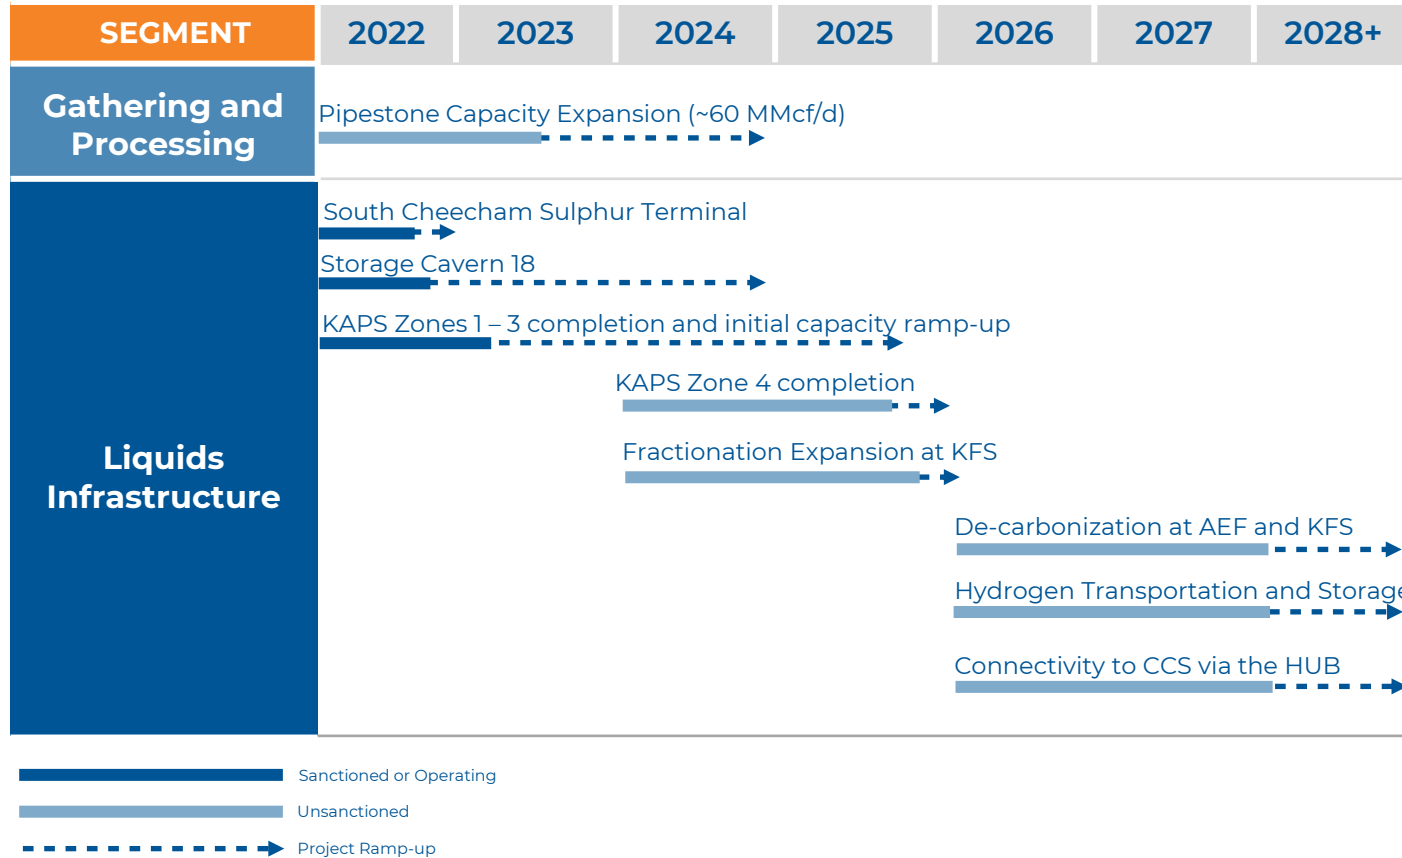 SEGMENT 2022 2023 2024 2025 2026 2027 2028+
Gathering and
Processing
Pipestone Capacity Expansion (~60 MMcf/d)
Liquids
Infrastructure
South Cheecham Sulphur Terminal
Storage Cavern 18
KAPS Zones 1 – 3 completion and initial capacity ramp-up
KAPS Zone 4 completion
Fractionation Expansion at KFS
De-carbonization at AEF and KFS
Hydrogen Transportation and Storage
Connectivity to CCS via the HUB
Sanctioned or Operating
Unsanctioned
Project Ramp-up